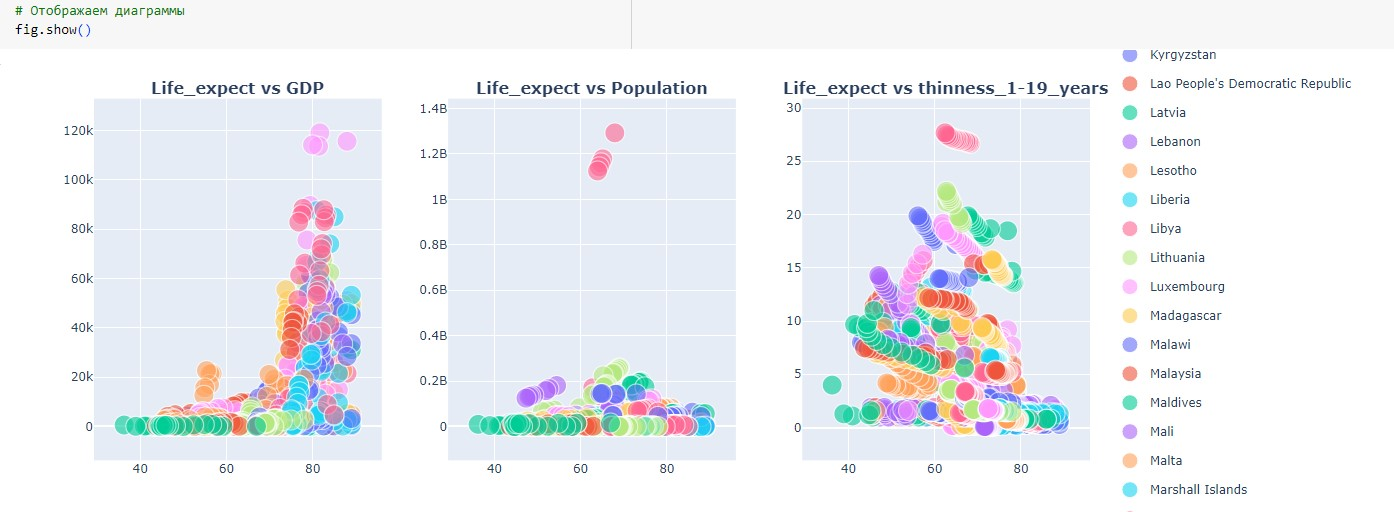 # Отображаем диаграммы
fig.show()
Life_expect vs GDP
Life_expect vs Population
Life_expect vs thinness_1-19_years
120k
100k
80k
60k
40k
20k
0
40
60
80
1.4B
1.2B
1B
0.8B
0.6B
0.4B
0.2B
0
40
60
80
30
25
20
15
10
5
0
40
60
80
Kyrgyzstan
Lao People's Democratic Republic
Latvia
Lebanon
Lesotho
Liberia
Libya
Lithuania
Luxembourg
Madagascar
Malawi
Malaysia
Maldives
Mali
Malta
Marshall Islands